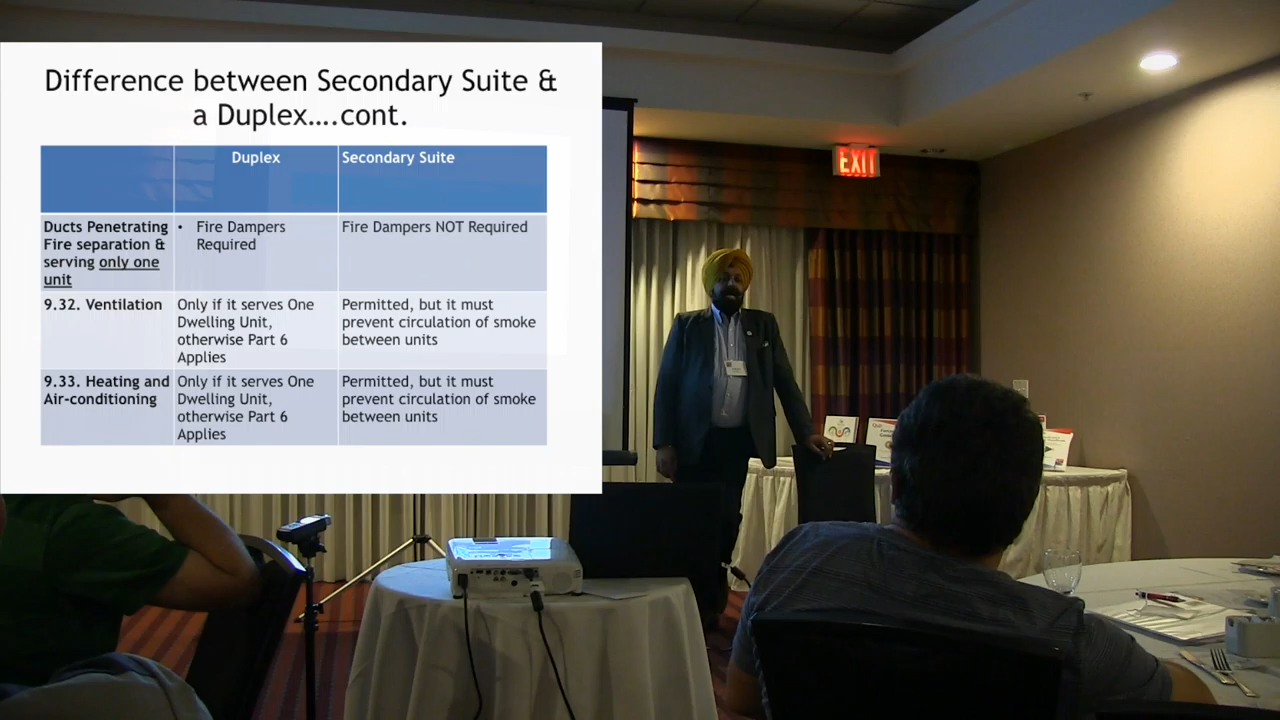 Difference between Secondary Suite &
a Duplex….cont.
Duplex
Secondary Suite
Ducts Penetrating
Fire separation &
serving only one
unit
• Fire Dampers
Required
Fire Dampers NOT Required
9.32. Ventilation
Only if it serves One
Dwelling Unit,
otherwise Part 6
Applies
Permitted, but it must
prevent circulation of smoke
between units
9.33. Heating and
Air-conditioning
Only if it serves One
Dwelling Unit,
otherwise Part 6
Applies
Permitted, but it must
prevent circulation of smoke
between units
EXIT